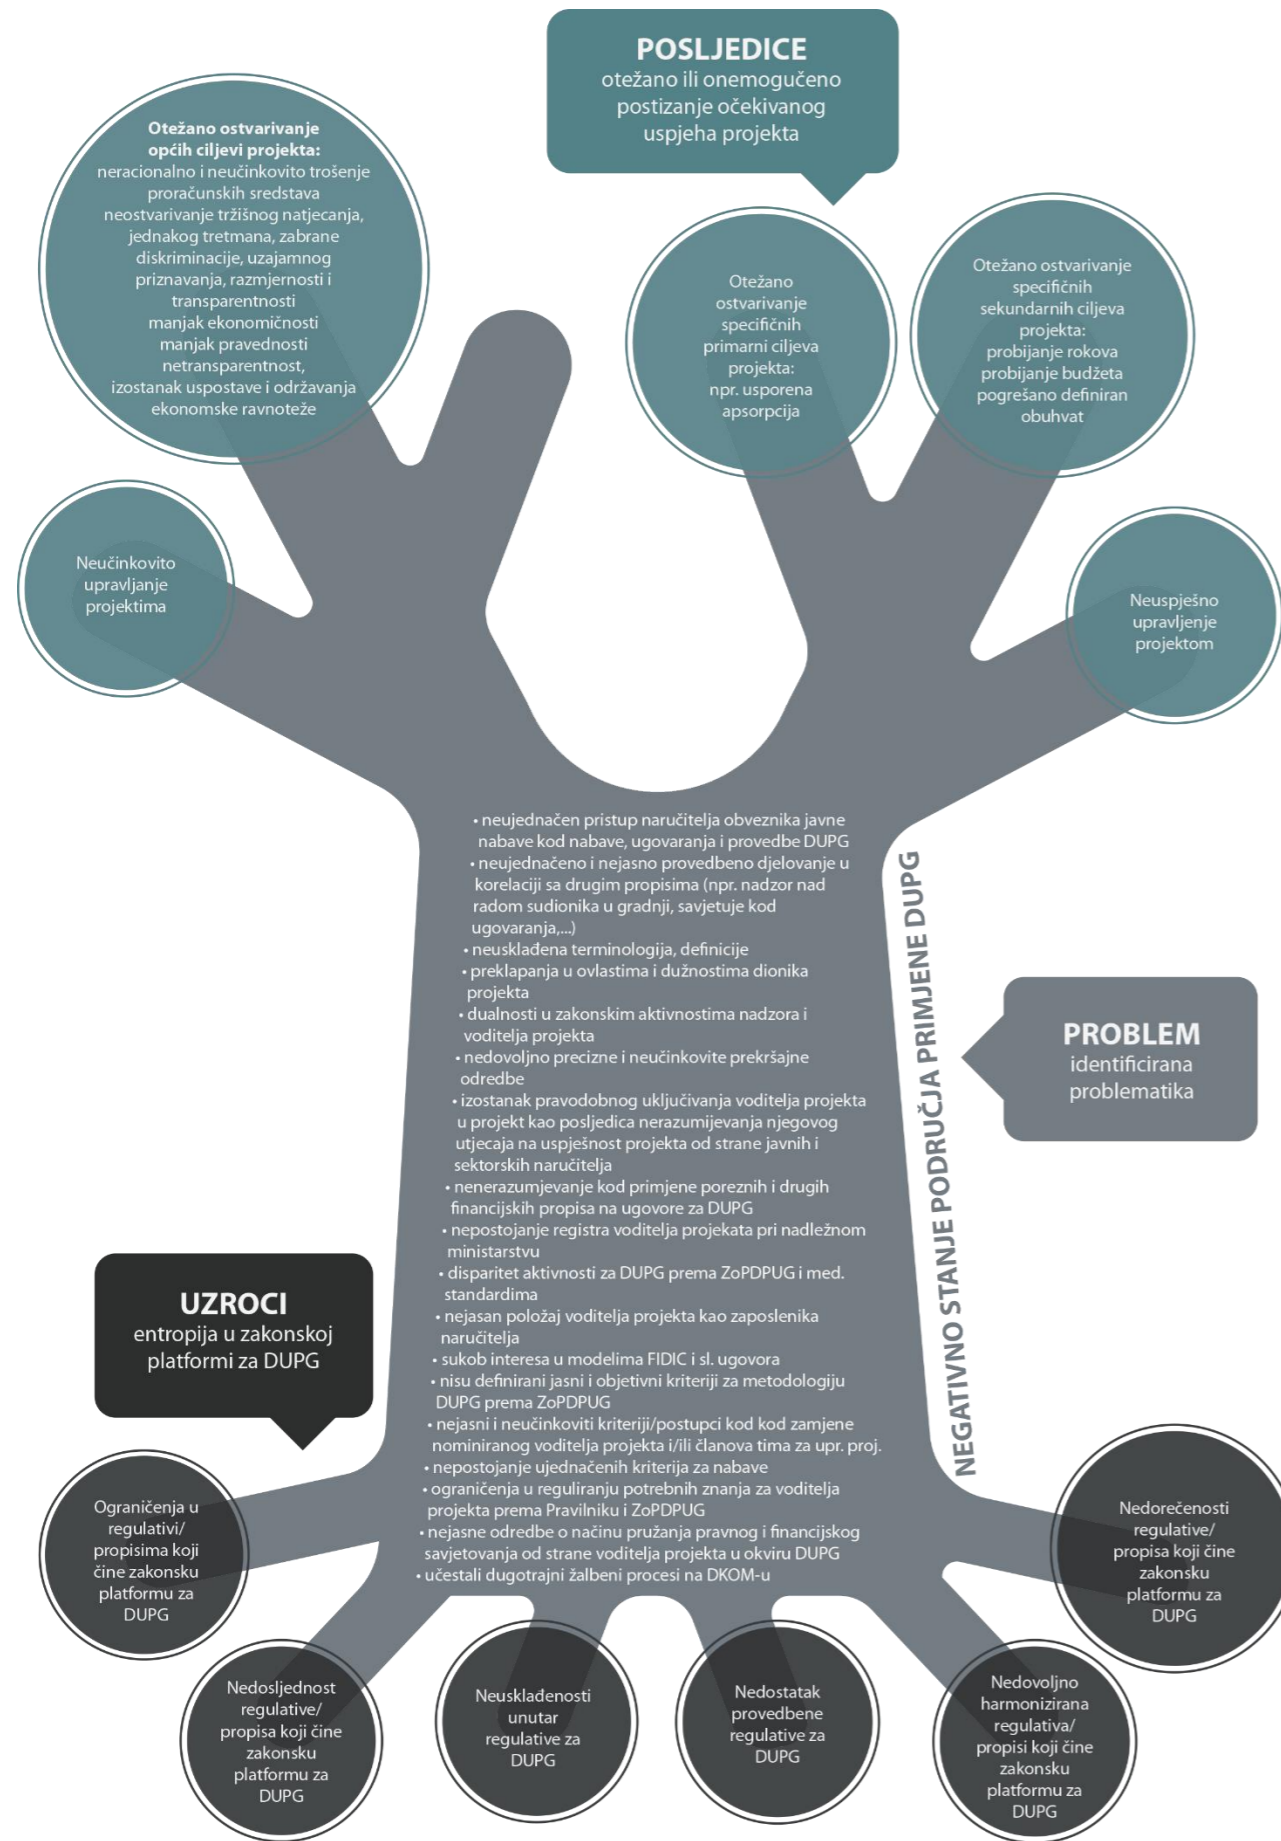 POSLJEDICE
otežano ili onemogućeno
postizanje očekivanog
uspjeha projekta
Otežano ostvarivanje
općih ciljevi projekta:
neracionalno i neučinkovito trošenje
proračunskih sredstava
neostvarivanje tržišnog natjecanja,
jednakog tretmana, zabrane
diskriminacije, uzajamnog
priznavanja, razmjernosti i
transparentnosti
manjak ekonomičnosti
manjak pravednosti
netransparentnost,
izostanak uspostave i održavanja
ekonomske ravnoteže
Otežano
ostvarivanje
specifičnih
primarni ciljeva
projekta:
npr. usporena
apsorpcija
Otežano ostvarivanje
specifičnih
sekundarnih ciljeva
projekta:
probijanje rokova
probijanje budžeta
pogrešano definiran
obuhvat
Neučinkovito
upravljanje
projektima
Neuspješno
upravljenje
projektom
• neujednačen pristup naručitelja obveznika javne
nabave kod nabave, ugovaranja i provedbe DUPG
• neujednačeno i nejasno provedbeno djelovanje u
korelaciji sa drugim propisima (npr. nadzor nad
radom sudionika u gradnji, savjetuje kod
ugovaranja,...)
• neusklađena terminologija, definicije
• preklapanja u ovlastima i dužnostima dionika
projekta
• dualnosti u zakonskim aktivnostima nadzora i
voditelja projekta
• nedovoljno precizne i neučinkovite prekršajne
odredbe
• izostanak pravodobnog uključivanja voditelja projekta
u projekt kao posljedica nerazumijevanja njegovog
utjecaja na uspješnost projekta od strane javnih i
sektorskih naručitelja
• nenerazumjevanje kod primjene poreznih i drugih
financijskih propisa na ugovore za DUPG
• nepostojanje registra voditelja projekata pri nadležnom
ministarstvu
• disparitet aktivnosti za DUPG prema ZoPDPUG i med.
standardima
• nejasan položaj voditelja projekta kao zaposlenika
naručitelja
• sukob interesa u modelima FIDIC i sl. ugovora
• nisu definirani jasni i objetivni kriteriji za metodologiju
DUPG prema ZoPDPUG
• nejasni i neučinkoviti kriteriji/postupci kod kod zamjene
nominiranog voditelja projekta i/ili članova tima za upr. proj.
• nepostojanje ujednačenih kriterija za nabave
• ograničenja u reguliranju potrebnih znanja za voditelja
projekta prema Pravilniku i ZoPDPUG
• nejasne odredbe o načinu pružanja pravnog i financijskog
savjetovanja od strane voditelja projekta u okviru DUPG
• učestali dugotrajni žalbeni procesi na DKOM-u
NEGATIVNO STANJE PODRUČJA PRIMJENE DUPG
PROBLEM
identificirana
problematika
UZROCI
entropija u zakonskoj
platformi za DUPG
Ograničenja u
regulativi/
propisima koji
čine zakonsku
platformu za
DUPG
Nedosljednost
regulative/
propisa koji čine
zakonsku
platformu za
DUPG
Neusklađenosti
unutar
regulative za
DUPG
Nedostatak
provedbene
regulative za
DUPG
Nedovoljno
harmonizirana
regulativa/
propisi koji čine
zakonsku
platformu za
DUPG
Nedorečenosti
regulative/
propisa koji čine
zakonsku
platformu za
DUPG